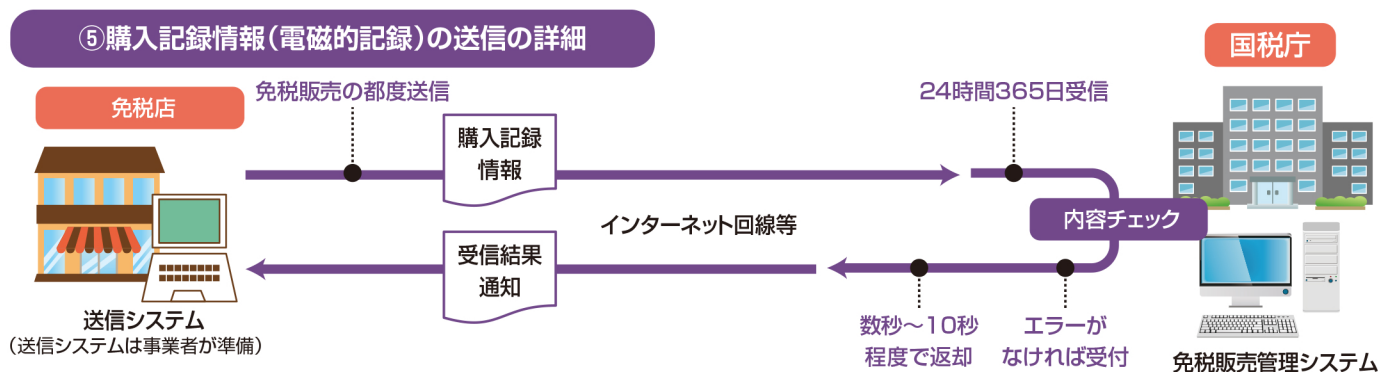 ⑤購入記録情報（電磁的記録）の送信の詳細
国税庁
免税店
免税販売の都度送信
24時間365日受信
購入記録
情報
内容チェック
インターネット回線等
受信結果
通知
送信システム
（送信システムは事業者が準備）
数秒～10秒
程度で返却
エラーが
なければ受付
免税販売管理システム